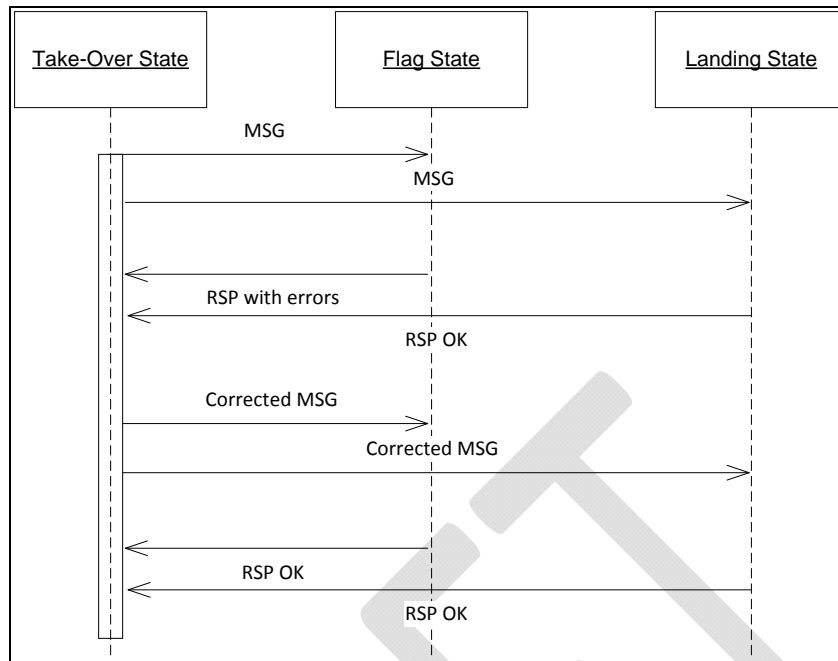 Take-Over State
Flag State
Landing State
MSG
MSG
RSP with errors
RSP OK
Corrected MSG
Corrected MSG
RSP OK
RSP OK